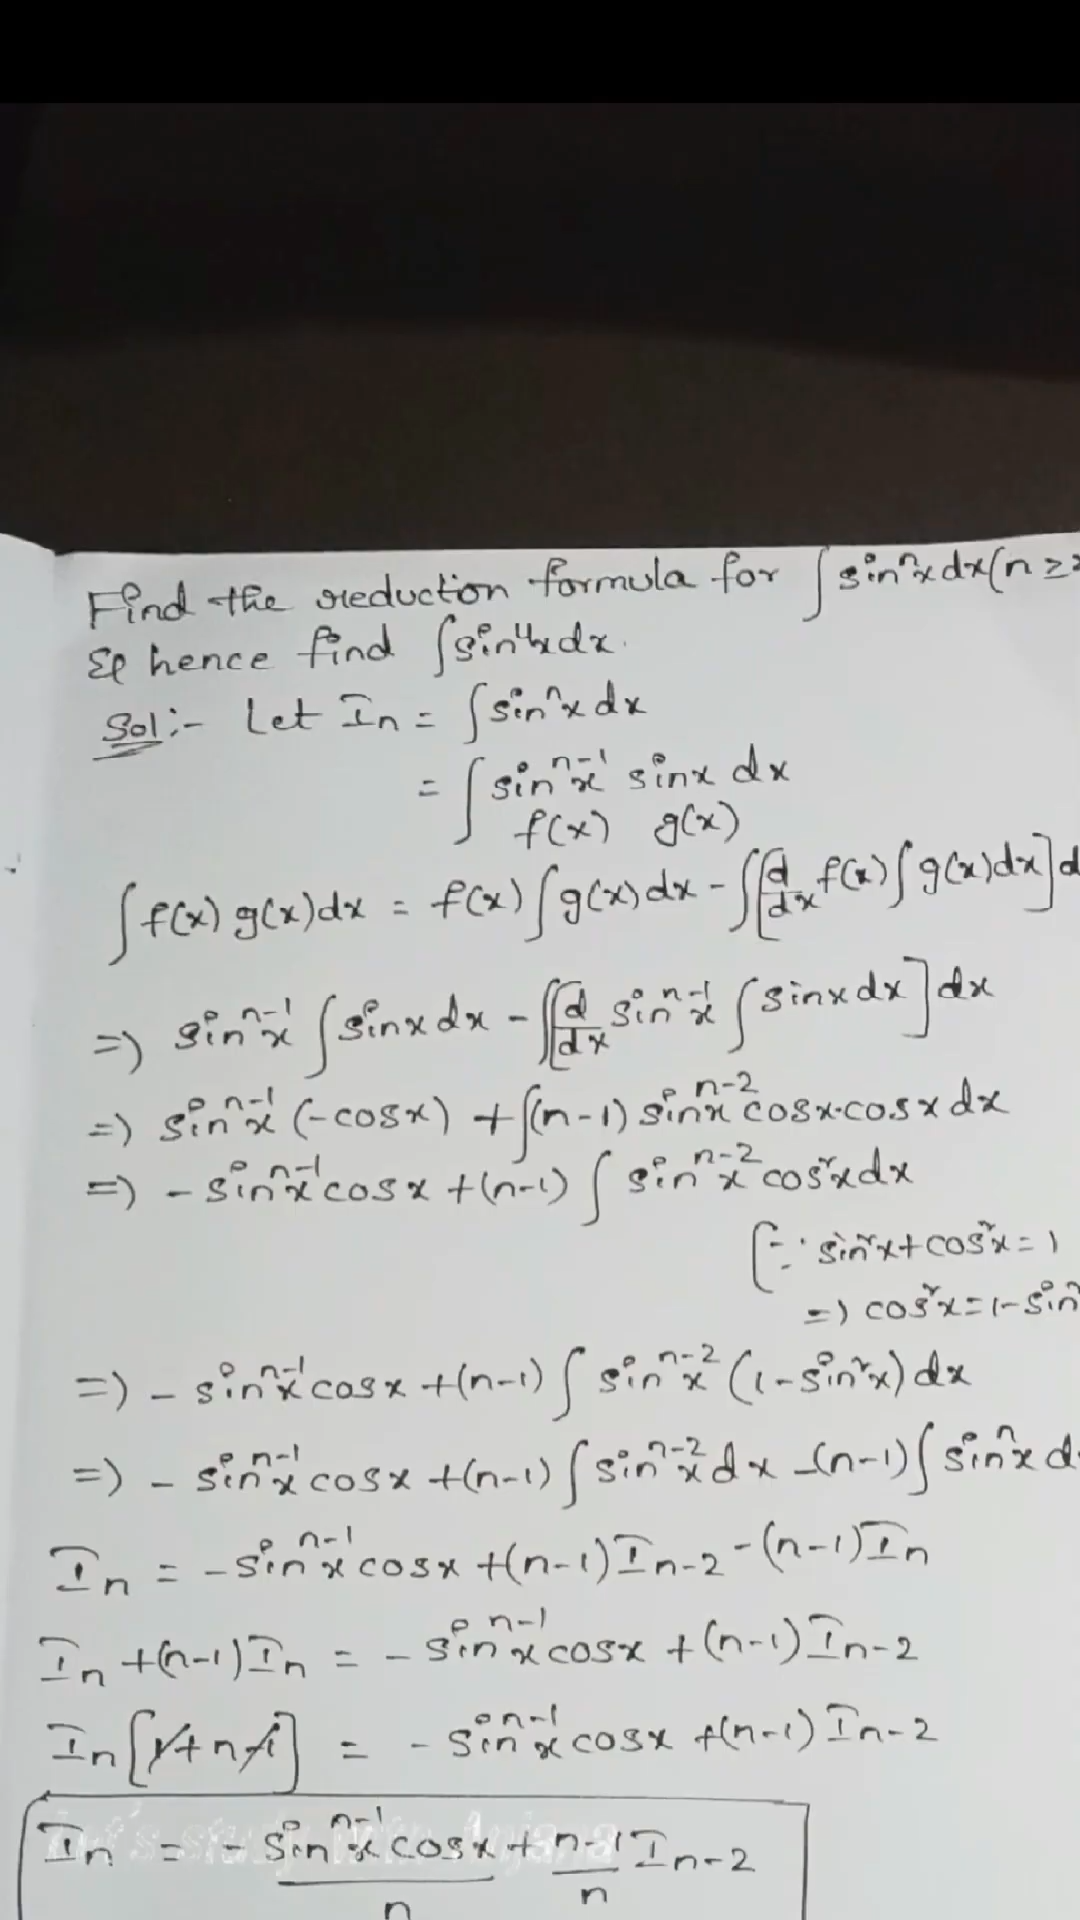 Find the reduction formula for ∫ sinⁿx dx (n ≥ 2
& hence find ∫ sin⁴x dx.
Sol:- Let Iₙ = ∫ sinⁿx dx
= ∫ sinⁿ⁻¹x sinx dx
f(x) g(x)
∫ f(x) g(x) dx = f(x) ∫ g(x) dx - ∫[d/dx f(x) ∫ g(x) dx] d
=) sinⁿ⁻¹x ∫ sinx dx - ∫[d/dx sinⁿ⁻¹x ∫ sinx dx] dx
=) sinⁿ⁻¹x (-cosx) + ∫(n-1) sinⁿ⁻²x cosx·cosx dx
=) - sinⁿ⁻¹x cosx + (n-1) ∫ sinⁿ⁻²x cos²x dx
(∵ sin²x + cos²x = 1
=) cos²x = 1 - sin²
=) - sinⁿ⁻¹x cosx + (n-1) ∫ sinⁿ⁻²x (1 - sin²x) dx
=) - sinⁿ⁻¹x cosx + (n-1) ∫ sinⁿ⁻²x dx - (n-1) ∫ sinⁿx d
Iₙ = - sinⁿ⁻¹x cosx + (n-1) Iₙ₋₂ - (n-1) Iₙ
Iₙ + (n-1) Iₙ = - sinⁿ⁻¹x cosx + (n-1) Iₙ₋₂
Iₙ [1 + n - 1] = - sinⁿ⁻¹x cosx + (n-1) Iₙ₋₂
Iₙ = - sinⁿ⁻¹x cosx/n + n-1/n Iₙ₋₂